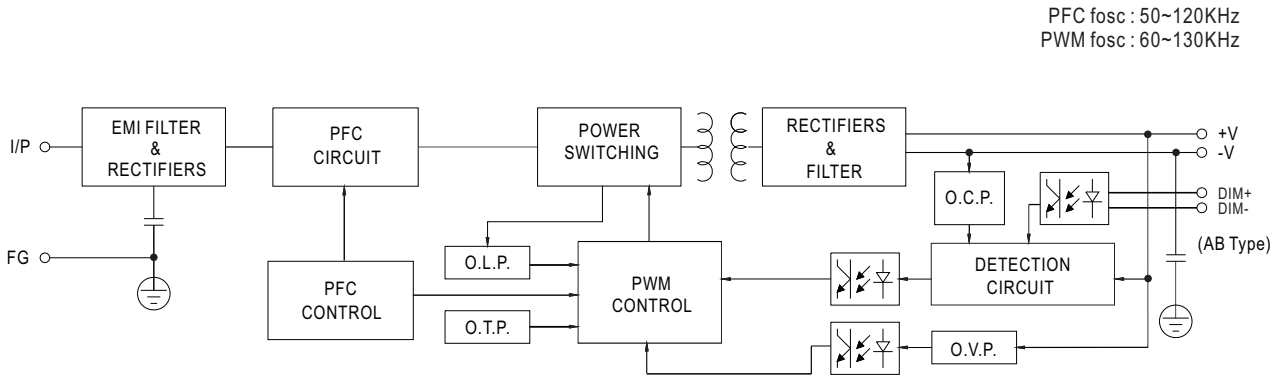 PFC fosc : 50~120KHz
PWM fosc : 60~130KHz
I/P
EMI FILTER
&
RECTIFIERS
PFC
CIRCUIT
POWER
SWITCHING
RECTIFIERS
&
FILTER
+V
-V
DIM+
DIM-
(AB Type)
O.C.P.
FG
O.L.P.
PFC
CONTROL
PWM
CONTROL
DETECTION
CIRCUIT
O.T.P.
O.V.P.